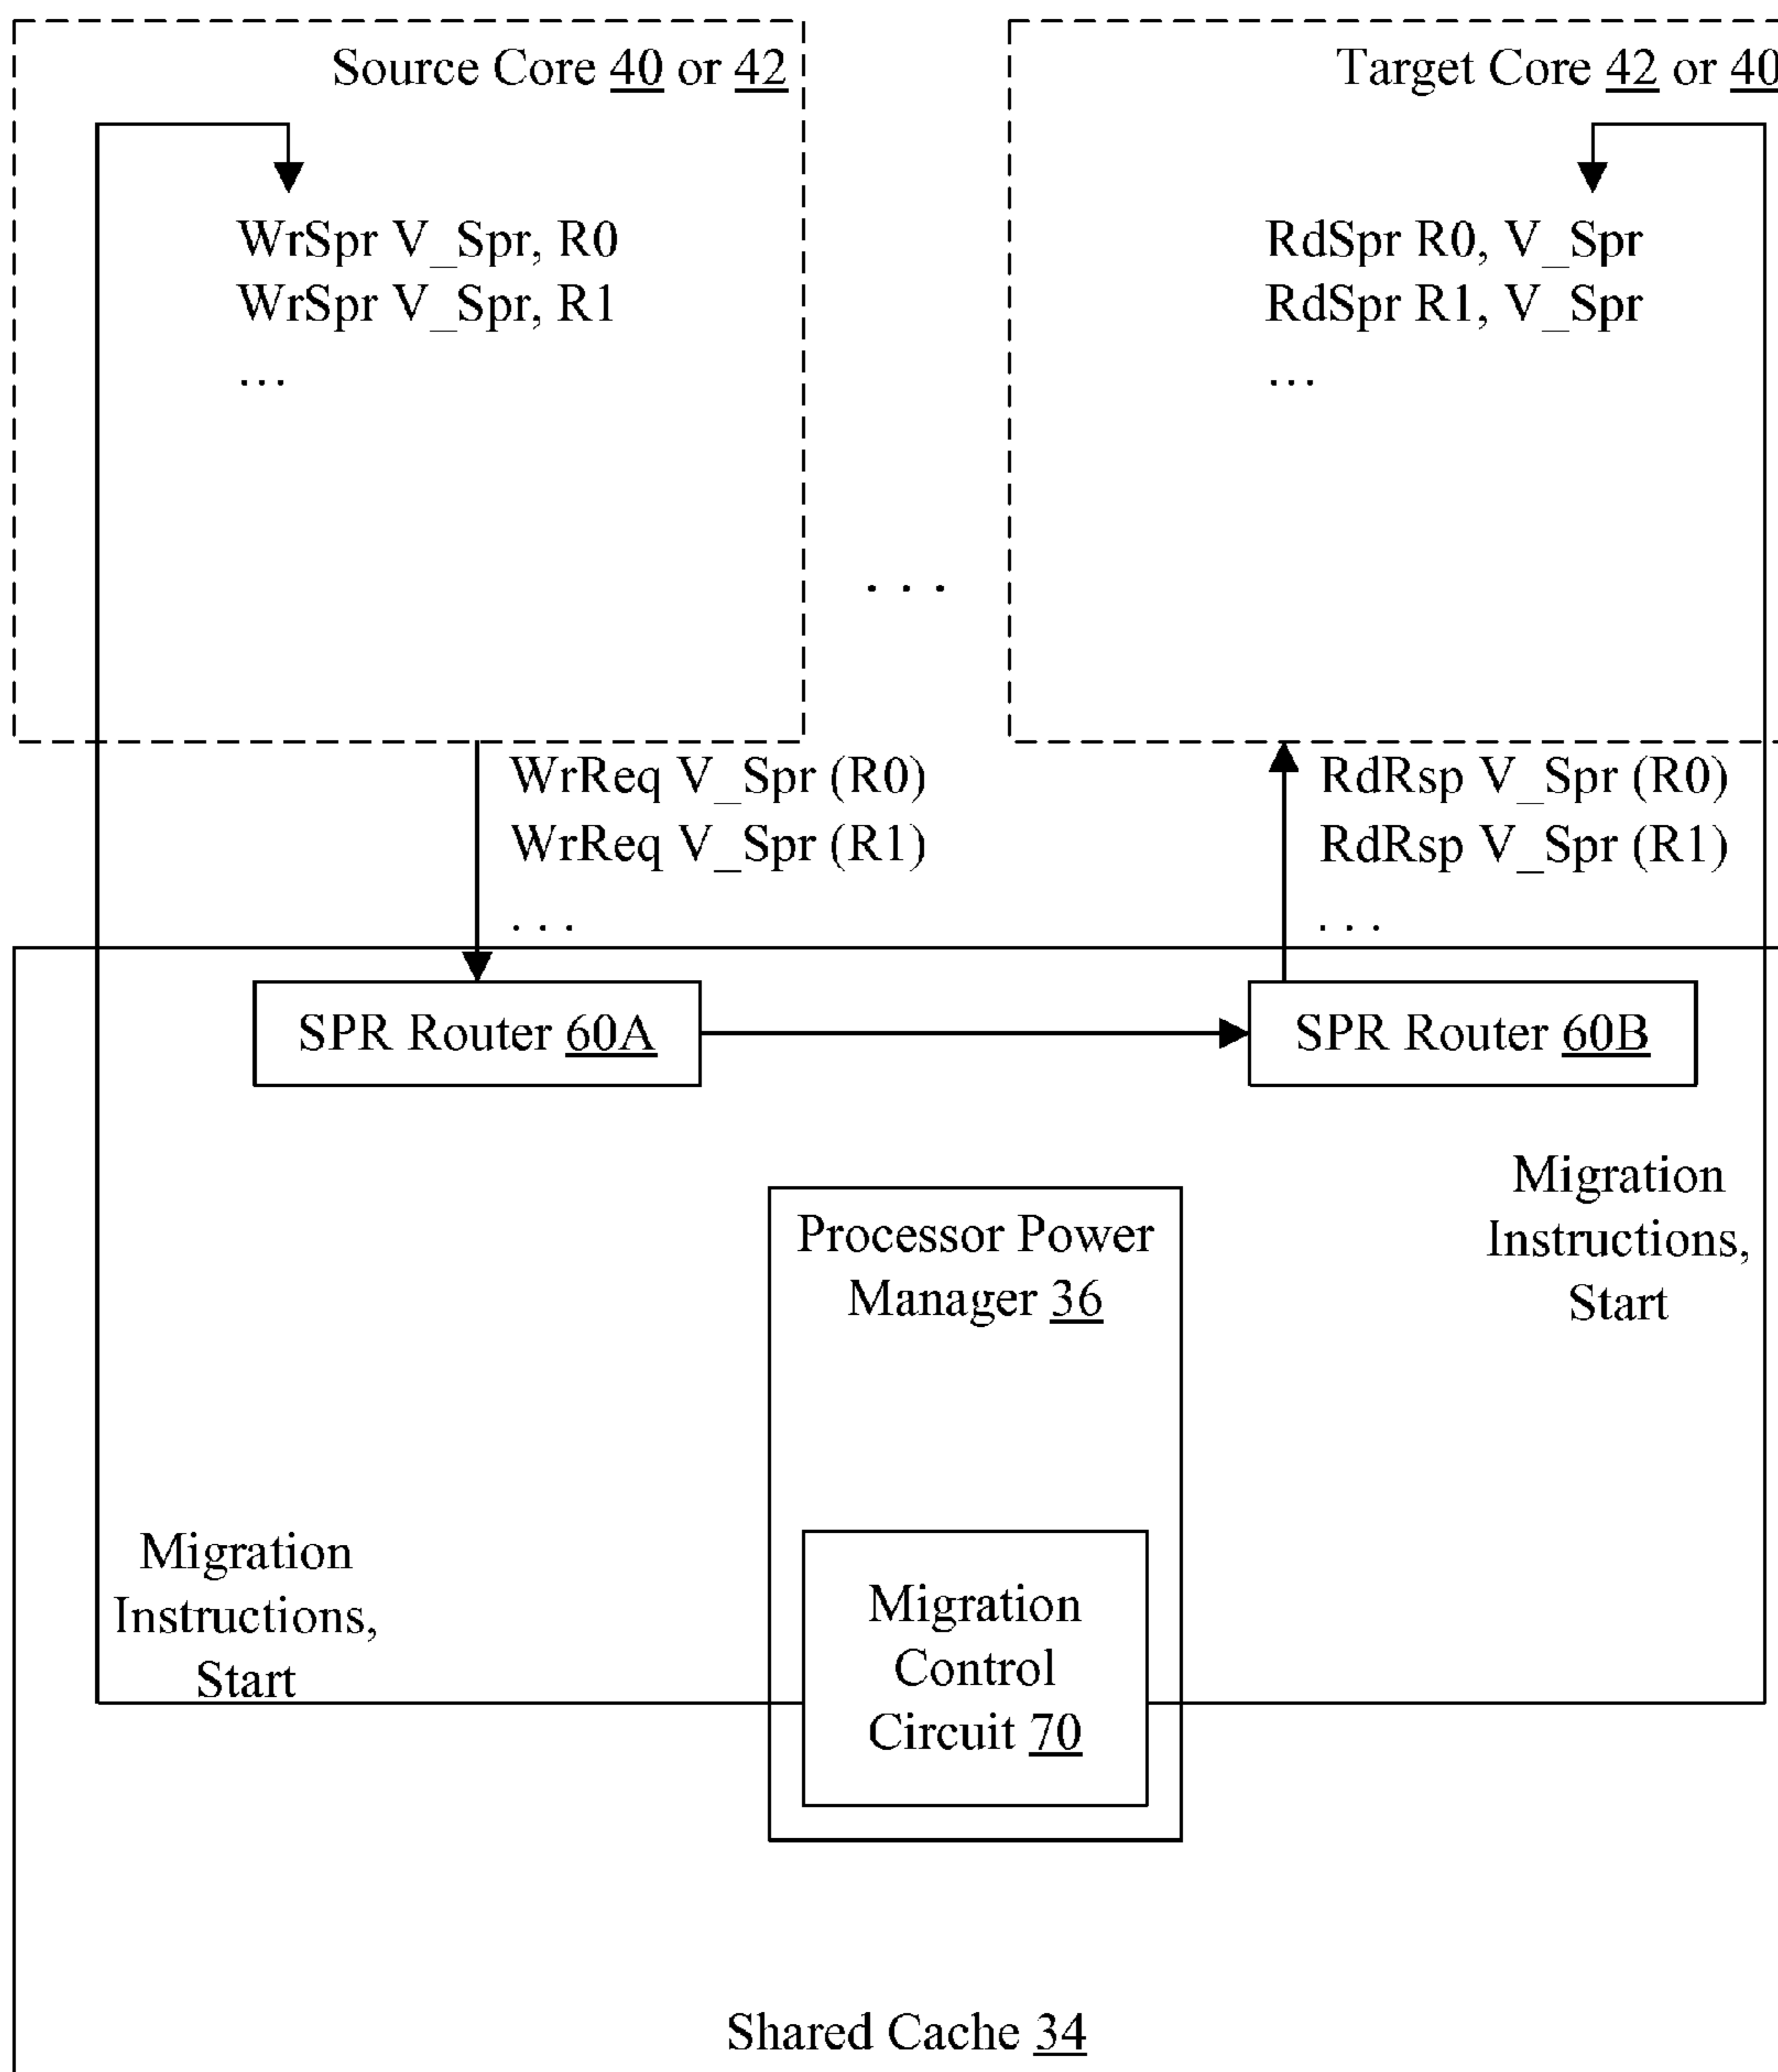 Source Core 40 or 42
Target Core 42 or 40
WrSpr V_Spr, R0
WrSpr V_Spr, R1
...
RdSpr R0, V_Spr
RdSpr R1, V_Spr
...
. . .
WrReq V_Spr (R0)
WrReq V_Spr (R1)
. . .
RdRsp V_Spr (R0)
RdRsp V_Spr (R1)
. . .
SPR Router 60A
SPR Router 60B
Migration
Instructions,
Start
Processor Power
Manager 36
Migration
Instructions,
Start
Migration
Control
Circuit 70
Shared Cache 34